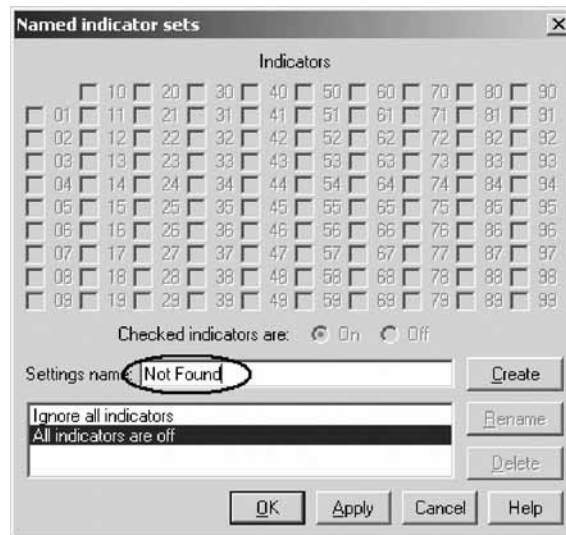 Named indicator sets
Indicators
10 20 30 40 50 60 70 80 90
01 11 21 31 41 51 61 71 81 91
02 12 22 32 42 52 62 72 82 92
03 13 23 33 43 53 63 73 83 93
04 14 24 34 44 54 64 74 84 94
05 15 25 35 45 55 65 75 85 95
06 16 26 36 46 56 66 76 86 96
07 17 27 37 47 57 67 77 87 97
08 18 28 38 48 58 68 78 88 98
09 19 29 39 49 59 69 79 89 99
Checked indicators are: On Off
Settings name: Not Found Create
Ignore all indicators Rename
All indicators are off
Delete
OK Apply Cancel Help